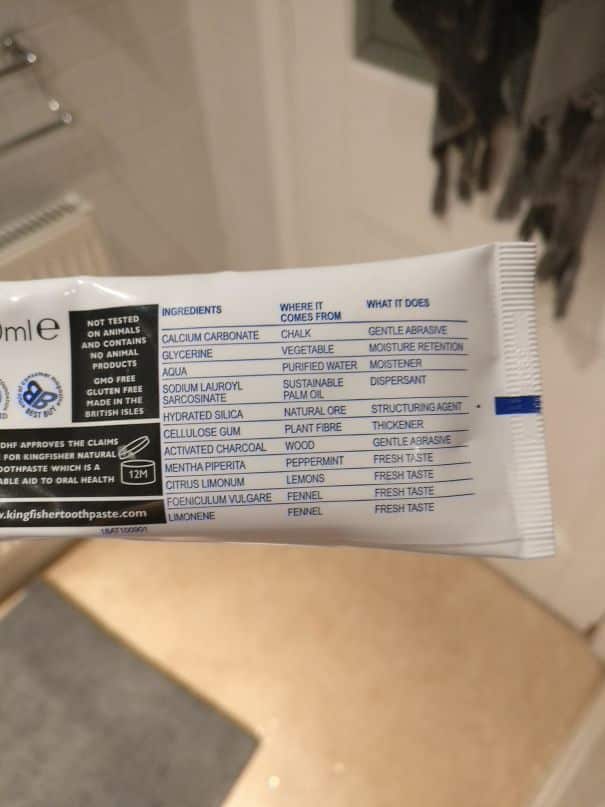 ml e
NOT TESTED
ON ANIMALS
AND CONTAINS
NO ANIMAL
PRODUCTS
GMO FREE
GLUTEN FREE
MADE IN THE
BRITISH ISLES
BEST BUY
DHF APPROVES THE CLAIMS
FOR KINGFISHER NATURAL
OOTHPASTE WHICH IS A
ABLE AID TO ORAL HEALTH
12M
.kingfishertoothpaste.com
INGREDIENTS WHERE IT COMES FROM WHAT IT DOES
CALCIUM CARBONATE CHALK GENTLE ABRASIVE
GLYCERINE VEGETABLE MOISTURE RETENTION
AQUA PURIFIED WATER MOISTENER
SODIUM LAUROYL SARCOSINATE SUSTAINABLE PALM OIL DISPERSANT
HYDRATED SILICA NATURAL ORE STRUCTURING AGENT
CELLULOSE GUM PLANT FIBRE THICKENER
ACTIVATED CHARCOAL WOOD GENTLE ABRASIVE
MENTHA PIPERITA PEPPERMINT FRESH TASTE
CITRUS LIMONUM LEMONS FRESH TASTE
FOENICULUM VULGARE FENNEL FRESH TASTE
LIMONENE FENNEL FRESH TASTE